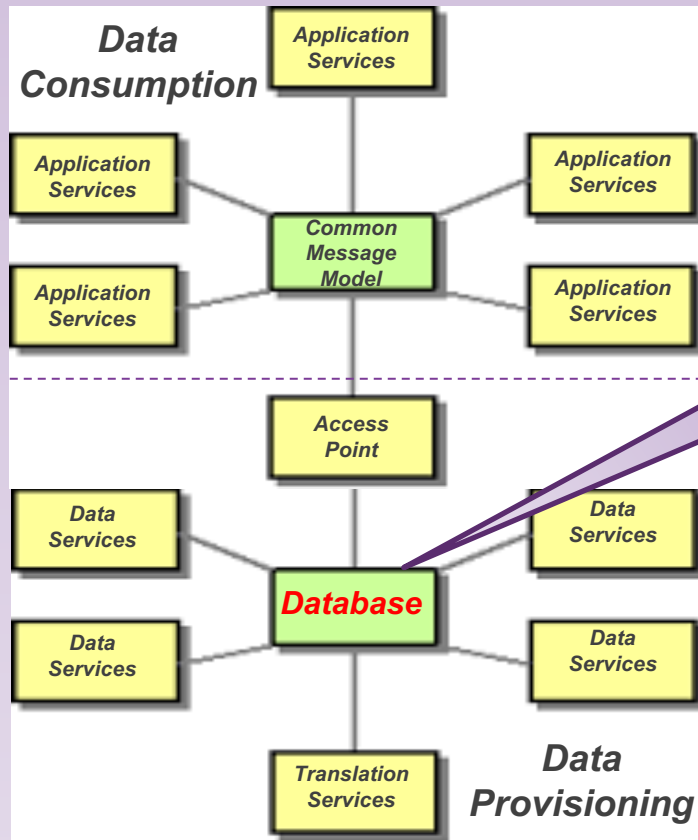 Data
Consumption
Application
Services
Application
Services
Application
Services
Common
Message
Model
Application
Services
Application
Services
Access
Point
Data
Services
Data
Services
Database
Data
Services
Data
Services
Translation
Services
Data
Provisioning